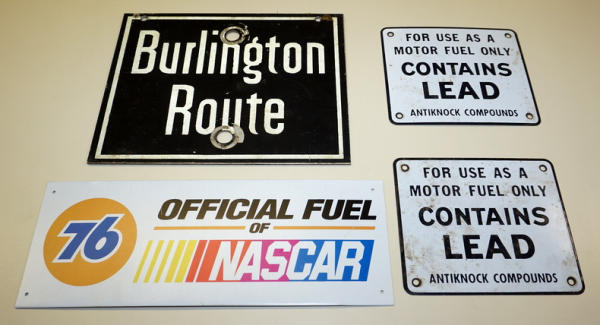 Burlington
Route
FOR USE AS A
MOTOR FUEL ONLY
CONTAINS
LEAD
ANTIKNOCK COMPOUNDS
76
OFFICIAL FUEL
OF
NASCAR
FOR USE AS A
MOTOR FUEL ONLY
CONTAINS
LEAD
ANTIKNOCK COMPOUNDS